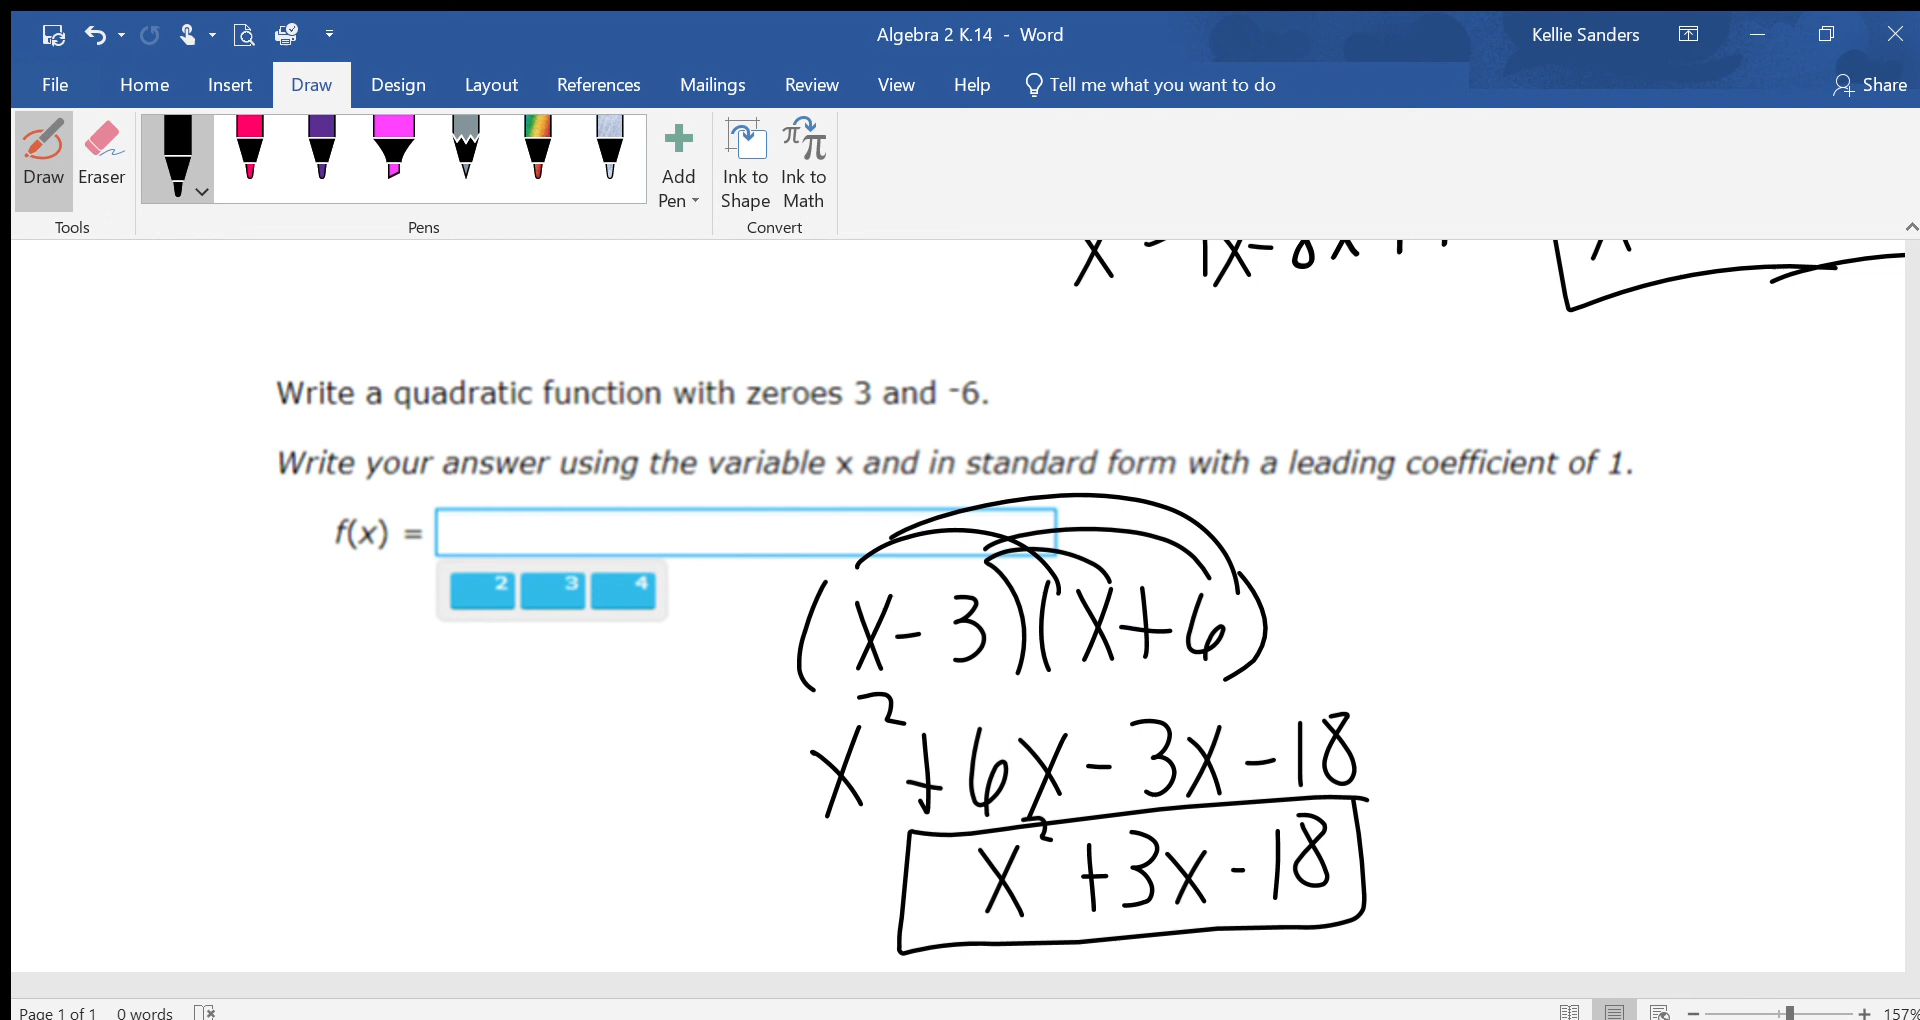 Algebra 2 K.14 - Word
Kellie Sanders
File Home Insert Draw Design Layout References Mailings Review View Help Tell me what you want to do Share
Draw Eraser Add Pen Ink to Shape Ink to Math
Tools Pens Convert
Write a quadratic function with zeroes 3 and -6.
Write your answer using the variable x and in standard form with a leading coefficient of 1.
f(x) =
2 3 4
(x-3)(x+6)
x²+6x-3x-18
x²+3x-18
Page 1 of 1 0 words 157%